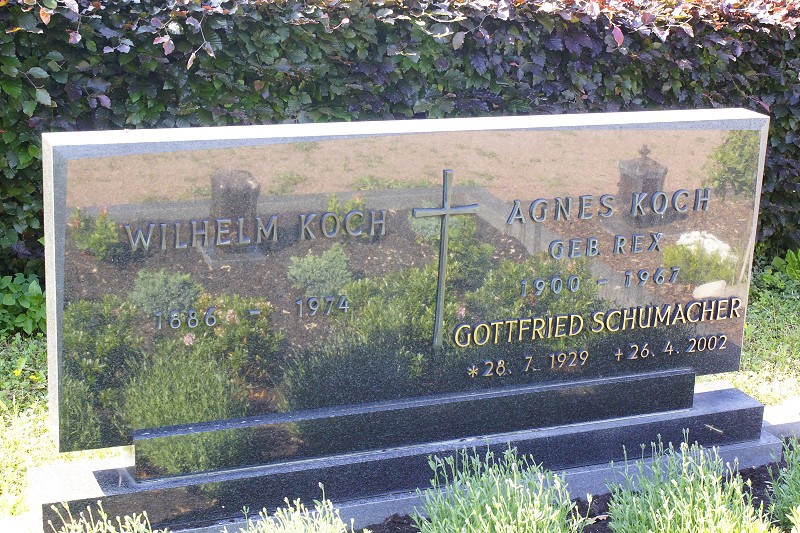 WILHELM KOCH
1886 - 1974
AGNES KOCH
GEB. REX
1900 - 1967
GOTTFRIED SCHUMACHER
*28. 7. 1929 +26. 4. 2002